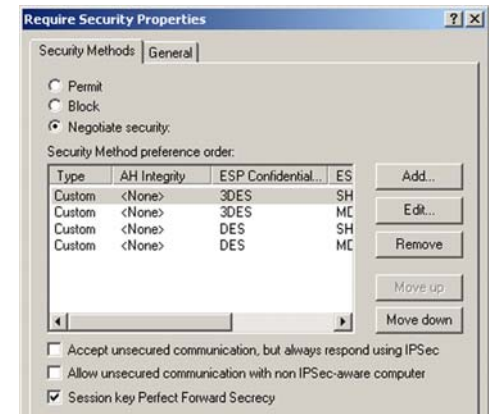 Require Security Properties
Security Methods General
Permit
Block
Negotiate security:
Security Method preference order:
Type AH Integrity ESP Confidential... ES
Custom <None> 3DES SH
Custom <None> 3DES MD
Custom <None> DES SH
Custom <None> DES MD
Add...
Edit...
Remove
Move up
Move down
Accept unsecured communication, but always respond using IPSec
Allow unsecured communication with non IPSec-aware computer
Session key Perfect Forward Secrecy